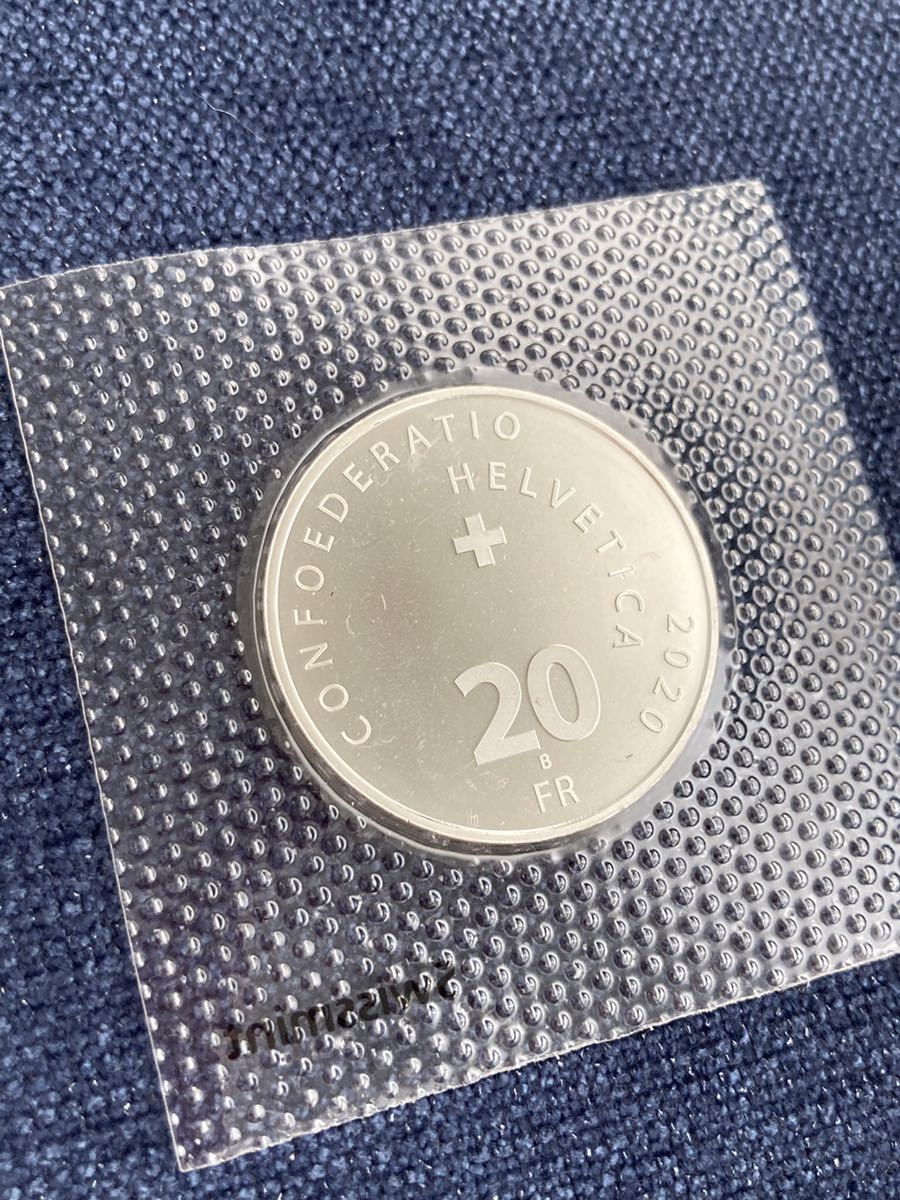 CONFOEDERATIO
HELVETICA
2020
20
B
FR
Swissmint